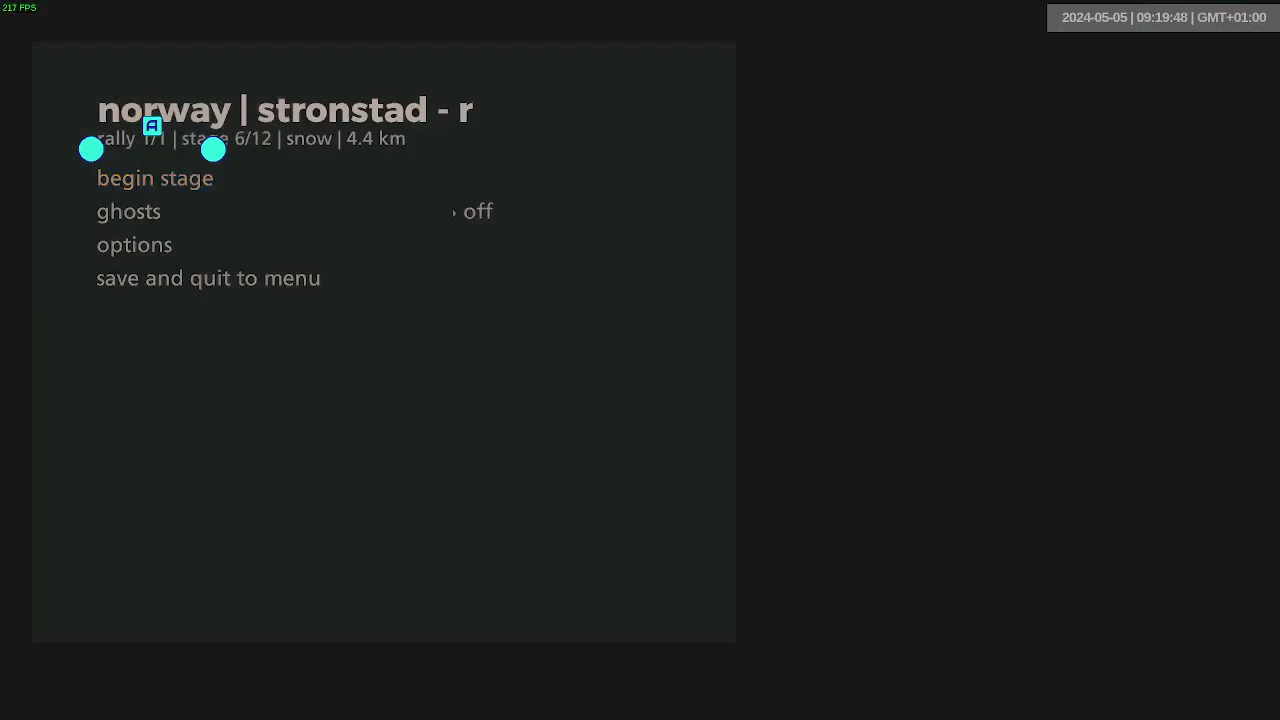 217 FPS
2024-05-05 | 09:19:48 | GMT+01:00
norway | stronstad - r
A
rally 1/1 | stage 6/12 | snow | 4.4 km
begin stage
ghosts › off
options
save and quit to menu